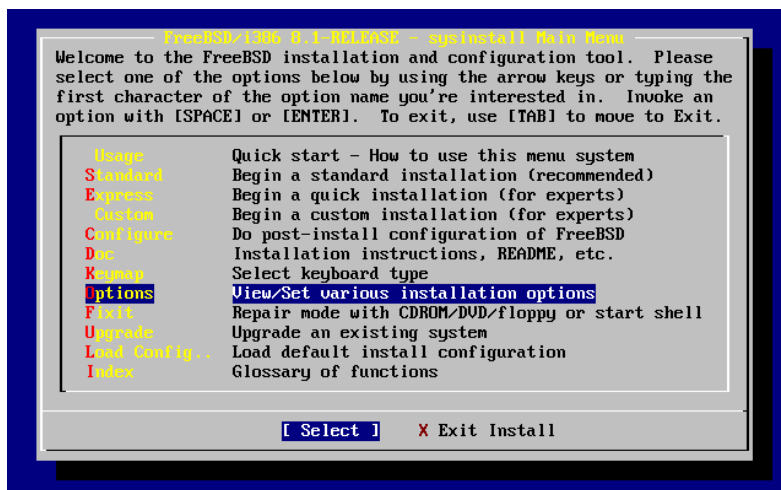 FreeBSD/i386 8.1-RELEASE - sysinstall Main Menu
Welcome to the FreeBSD installation and configuration tool.  Please
select one of the options below by using the arrow keys or typing the
first character of the option name you're interested in.  Invoke an
option with [SPACE] or [ENTER].  To exit, use [TAB] to move to Exit.
Usage Quick start - How to use this menu system
Standard Begin a standard installation (recommended)
Express Begin a quick installation (for experts)
Custom Begin a custom installation (for experts)
Configure Do post-install configuration of FreeBSD
Doc Installation instructions, README, etc.
Keymap Select keyboard type
Options View/Set various installation options
Fixit Repair mode with CDROM/DVD/floppy or start shell
Upgrade Upgrade an existing system
Load Config.. Load default install configuration
Index Glossary of functions
[ Select ] X Exit Install